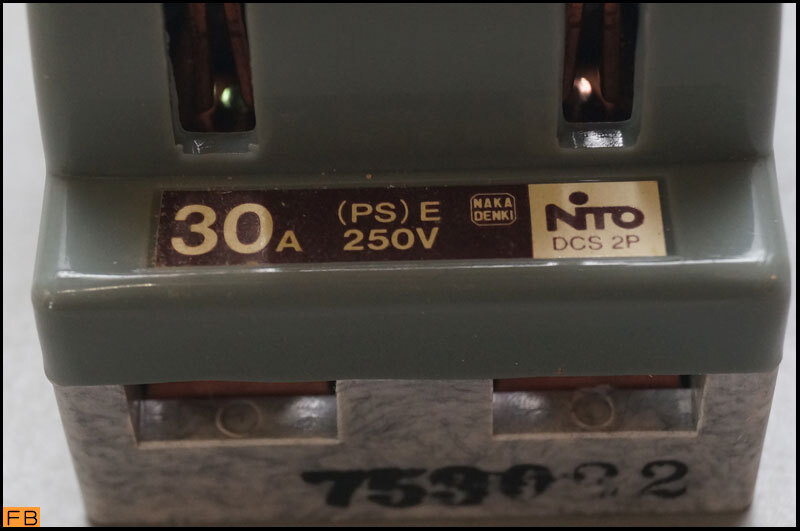 30A
(PS)E
250V
NAKA
DENKI
NITO
DCS 2P
FB